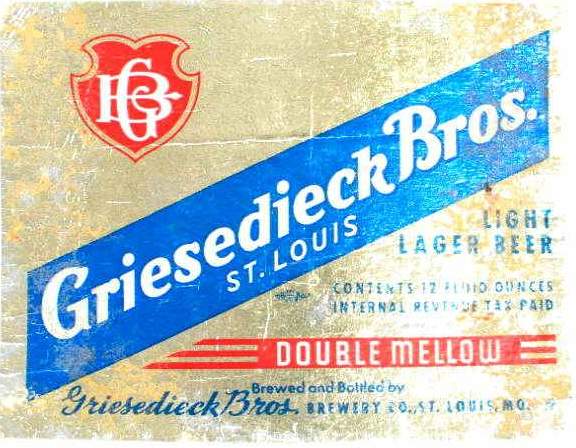 GB
Griesedieck Bros.
ST. LOUIS
LIGHT
LAGER BEER
CONTENTS 12 FLUID OUNCES
INTERNAL REVENUE TAX PAID
DOUBLE MELLOW
Brewed and Bottled by
Griesedieck Bros. BREWERY CO., ST. LOUIS, MO.